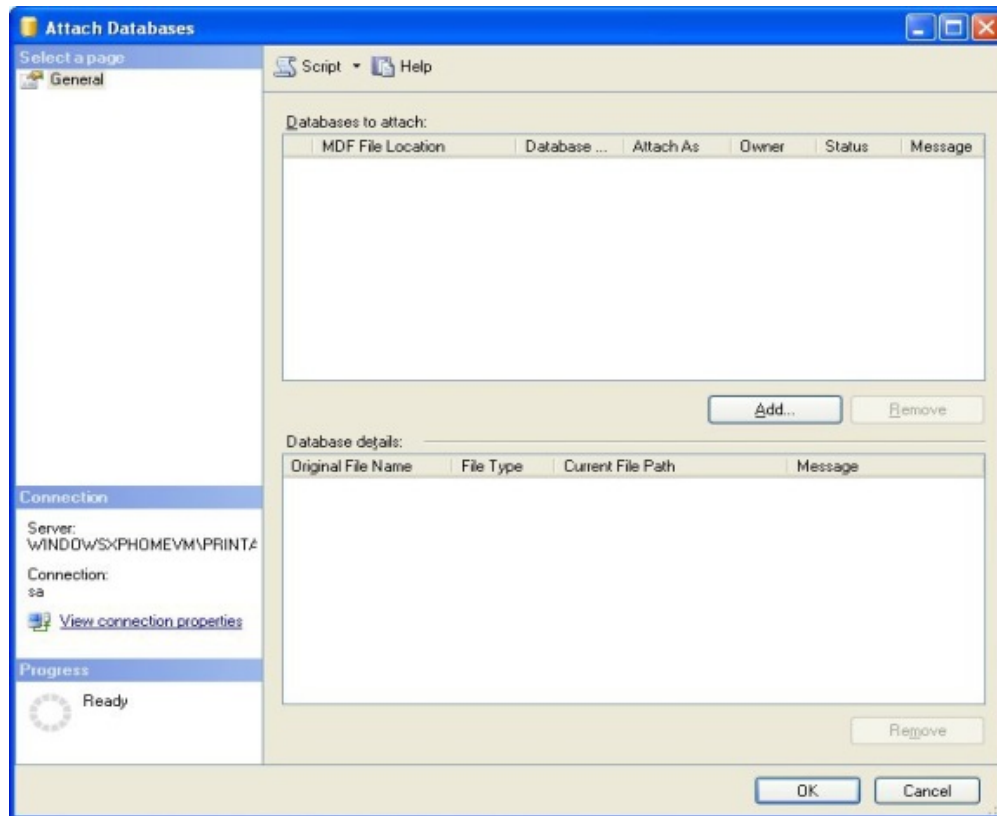 Attach Databases
Select a page
General
Script Help
Databases to attach:
MDF File Location Database ... Attach As Owner Status Message
Add... Remove
Database details:
Original File Name File Type Current File Path Message
Connection
Server:
WINDOWSXPHOMEVM\PRINTA
Connection:
sa
View connection properties
Progress
Ready
Remove
OK Cancel